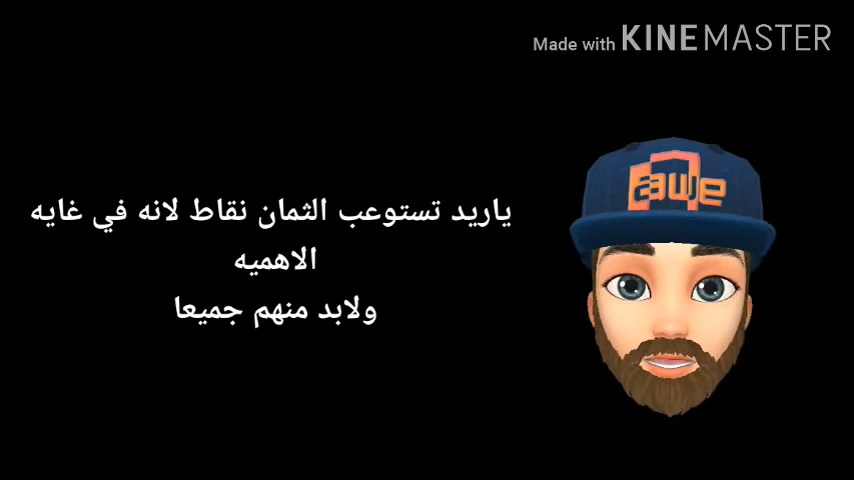 Made with KINEMASTER
ياريد تستوعب الثمان نقاط لانه في غايه
الاهميه
ولابد منهم جميعا